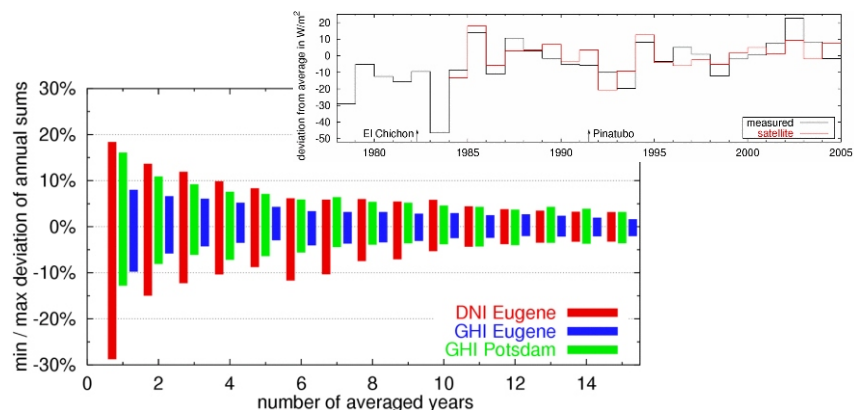 deviation from average in W/m²
20
10
0
-10
-20
-30
-40
-50
El Chichon
Pinatubo
measured
satellite
1980
1985
1990
1995
2000
2005
min / max deviation of annual sums
30%
20%
10%
0%
-10%
-20%
-30%
DNI Eugene
GHI Eugene
GHI Potsdam
0
2
4
6
8
10
12
14
number of averaged years